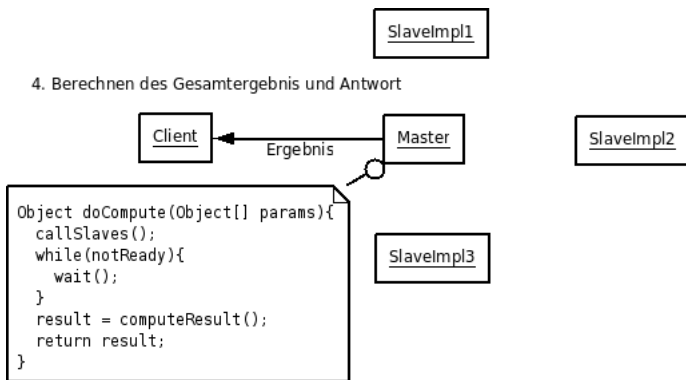 SlaveImpl1
4. Berechnen des Gesamtergebnis und Antwort
Client
Ergebnis
Master
SlaveImpl2
Object doCompute(Object[] params){
callSlaves();
while(notReady){
wait();
}
result = computeResult();
return result;
}
SlaveImpl3